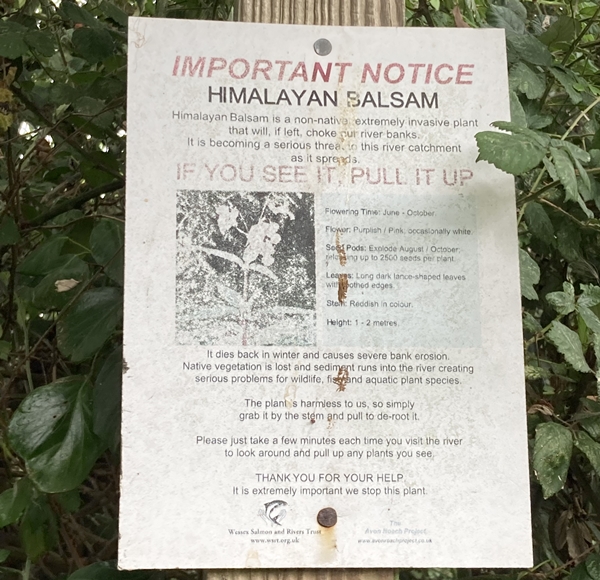 IMPORTANT NOTICE
HIMALAYAN BALSAM
Himalayan Balsam is a non-native extremely invasive plant
that will, if left, choke our river banks.
It is becoming a serious threat to this river catchment
as it spreads.
IF YOU SEE IT, PULL IT UP
Flowering Time: June - October.
Flower: Purplish / Pink, occasionally white.
Seed Pods: Explode August / October,
releasing up to 2500 seeds per plant.
Leaves: Long dark lance-shaped leaves
with toothed edges.
Stem: Reddish in colour.
Height: 1 - 2 metres.
It dies back in winter and causes severe bank erosion.
Native vegetation is lost and sediment runs into the river creating
serious problems for wildlife, fish and aquatic plant species.
The plant is harmless to us, so simply
grab it by the stem and pull to de-root it.
Please just take a few minutes each time you visit the river
to look around and pull up any plants you see.
THANK YOU FOR YOUR HELP.
It is extremely important we stop this plant.
Wessex Salmon and Rivers Trust
www.wsrt.org.uk
The
Avon Roach Project.
www.avonroachproject.co.uk